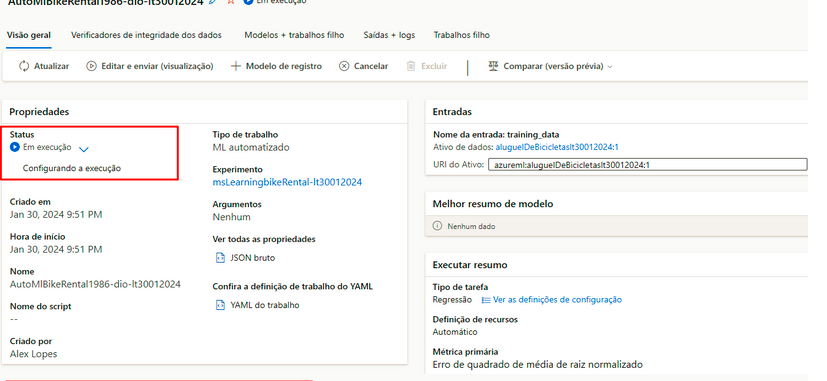 AutoMlBikeRental1986-dio-lt30012024 Em execução
Visão geral Verificadores de integridade dos dados Modelos + trabalhos filho Saídas + logs Trabalhos filho
Atualizar Editar e enviar (visualização) Modelo de registro Cancelar Excluir Comparar (versão prévia)
Propriedades
Status
Em execução
Configurando a execução
Criado em
Jan 30, 2024 9:51 PM
Hora de início
Jan 30, 2024 9:51 PM
Nome
AutoMlBikeRental1986-dio-lt30012024
Nome do script
--
Criado por
Alex Lopes
Tipo de trabalho
ML automatizado
Experimento
msLearningbikeRental-lt30012024
Argumentos
Nenhum
Ver todas as propriedades
JSON bruto
Confira a definição de trabalho do YAML
YAML do trabalho
Entradas
Nome da entrada: training_data
Ativo de dados: aluguelDeBicicletaslt30012024:1
URI do Ativo: azureml:aluguelDeBicicletaslt30012024:1
Melhor resumo de modelo
Nenhum dado
Executar resumo
Tipo de tarefa
Regressão Ver as definições de configuração
Definição de recursos
Automático
Métrica primária
Erro de quadrado de média de raiz normalizado